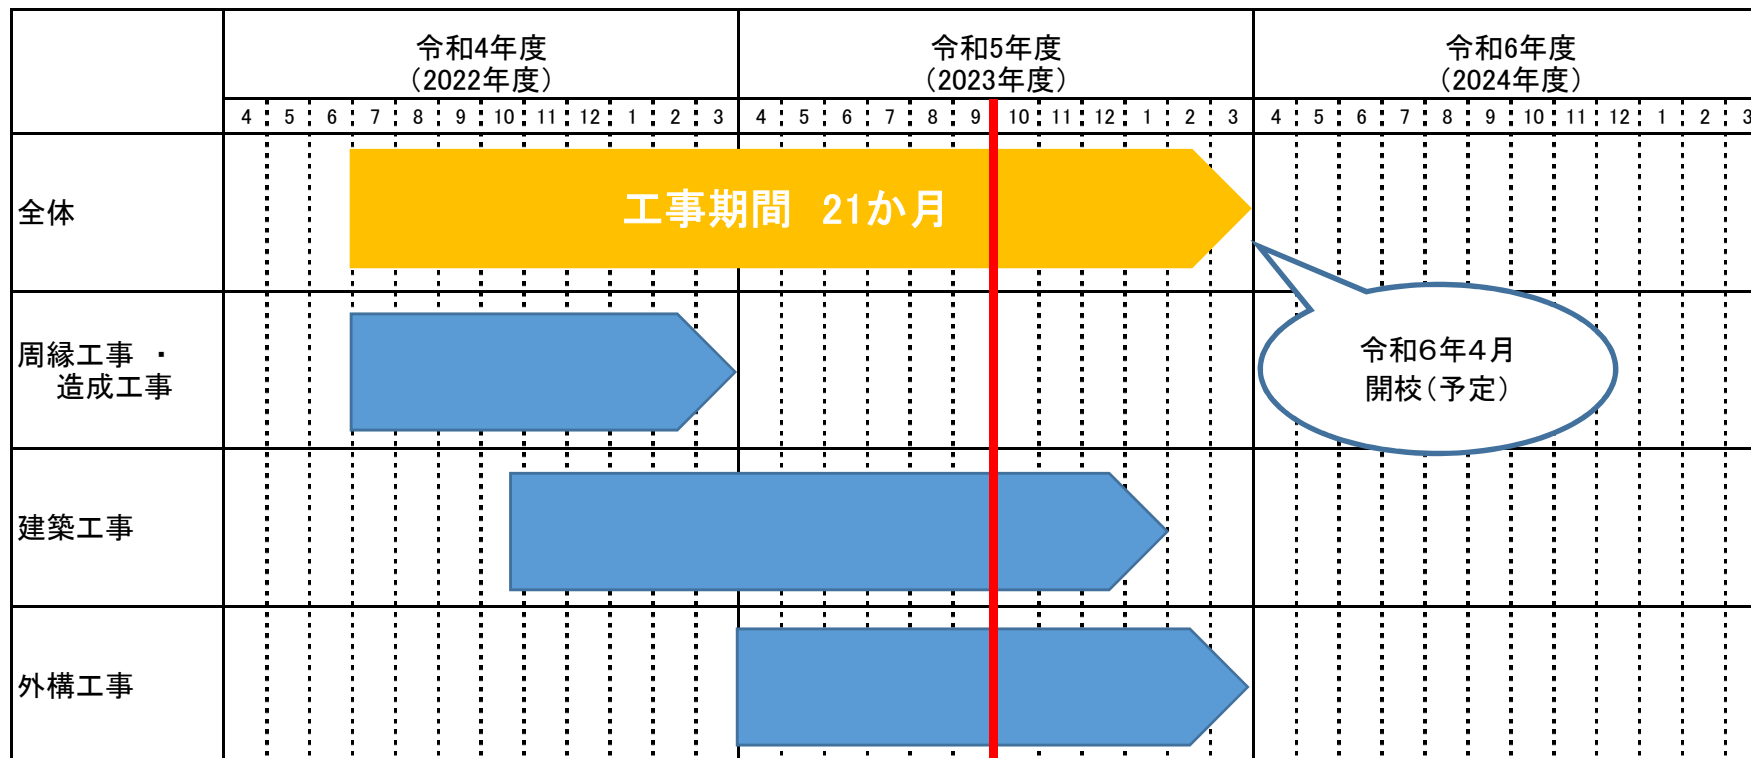 令和4年度
（2022年度）
令和5年度
（2023年度）
令和6年度
（2024年度）
4 5 6 7 8 9 10 11 12 1 2 3 4 5 6 7 8 9 10 11 12 1 2 3 4 5 6 7 8 9 10 11 12 1 2 3
全体
工事期間　21か月
周縁工事 ・
造成工事
令和６年４月
開校（予定）
建築工事
外構工事